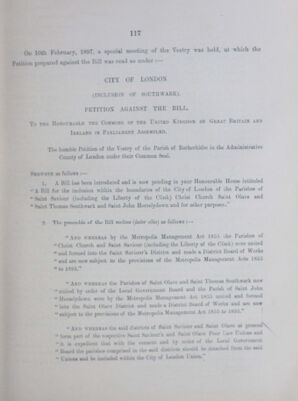 117
On 10th February, 1897, a special meeting of the Vestry was held, at which the
Petition prepared against the Bill was read as under :—
CITY OF LONDON
(INCLUSION OF SOUTHWARK).
PETITION AGAINST THE BILL.
TO THE HONOURABLE THE COMMONS OF THE UNITED KINGDOM OF GREAT BRITAIN AND
IRELAND IN PARLIAMENT ASSEMBLED.
The humble Petition of the Vestry of the Parish of Rotherhithe in the Administrative
County of London under their Common Seal.
SHEWETH as follows :—
1. A Bill has been introduced and is now pending in your Honourable House intituled
"A Bill for the inclusion within the boundaries of the City of London of the Parishes of
"Saint Saviour (including the Liberty of the Clink) Christ Church Saint Olave and
"Saint Thomas Southwark and Saint John Horselydown and for other purposes."
2. The preamble of the Bill recites (inter alia) as follows :—
"AND WHEREAS by the Metropolis Management Act 1855 the Parishes of
"Christ Church and Saint Saviour (including the Liberty of the Clink) were united
"and formed into the Saint Saviour's District and made a District Board of Works
"and are now subject to the provisions of the Metropolis Management Acts 1855
"to 1893."
"AND WHEREAS the Parishes of Saint Olave and Saint Thomas Southwark now
"united by order of the Local Government Board and the Parish of Saint John
"Horselydown were by the Metropolis Management Act 1855 united and formed
"into the Saint Olave District and made a District Board of Works and are now
"subject to the provisions of the Metropolis Management Acts 1855 to 1893."
"AND WHEREAS the said districts of Saint Saviour and Saint Olave at present
"form part of the respective Saint Saviour's and Saint Olave Poor Law Unions and
"it is expedient that with the consent and by order of the Local Government
"Board the parishes comprised in the said districts should be detached from the said
"Unions and be included within the City of London Union."